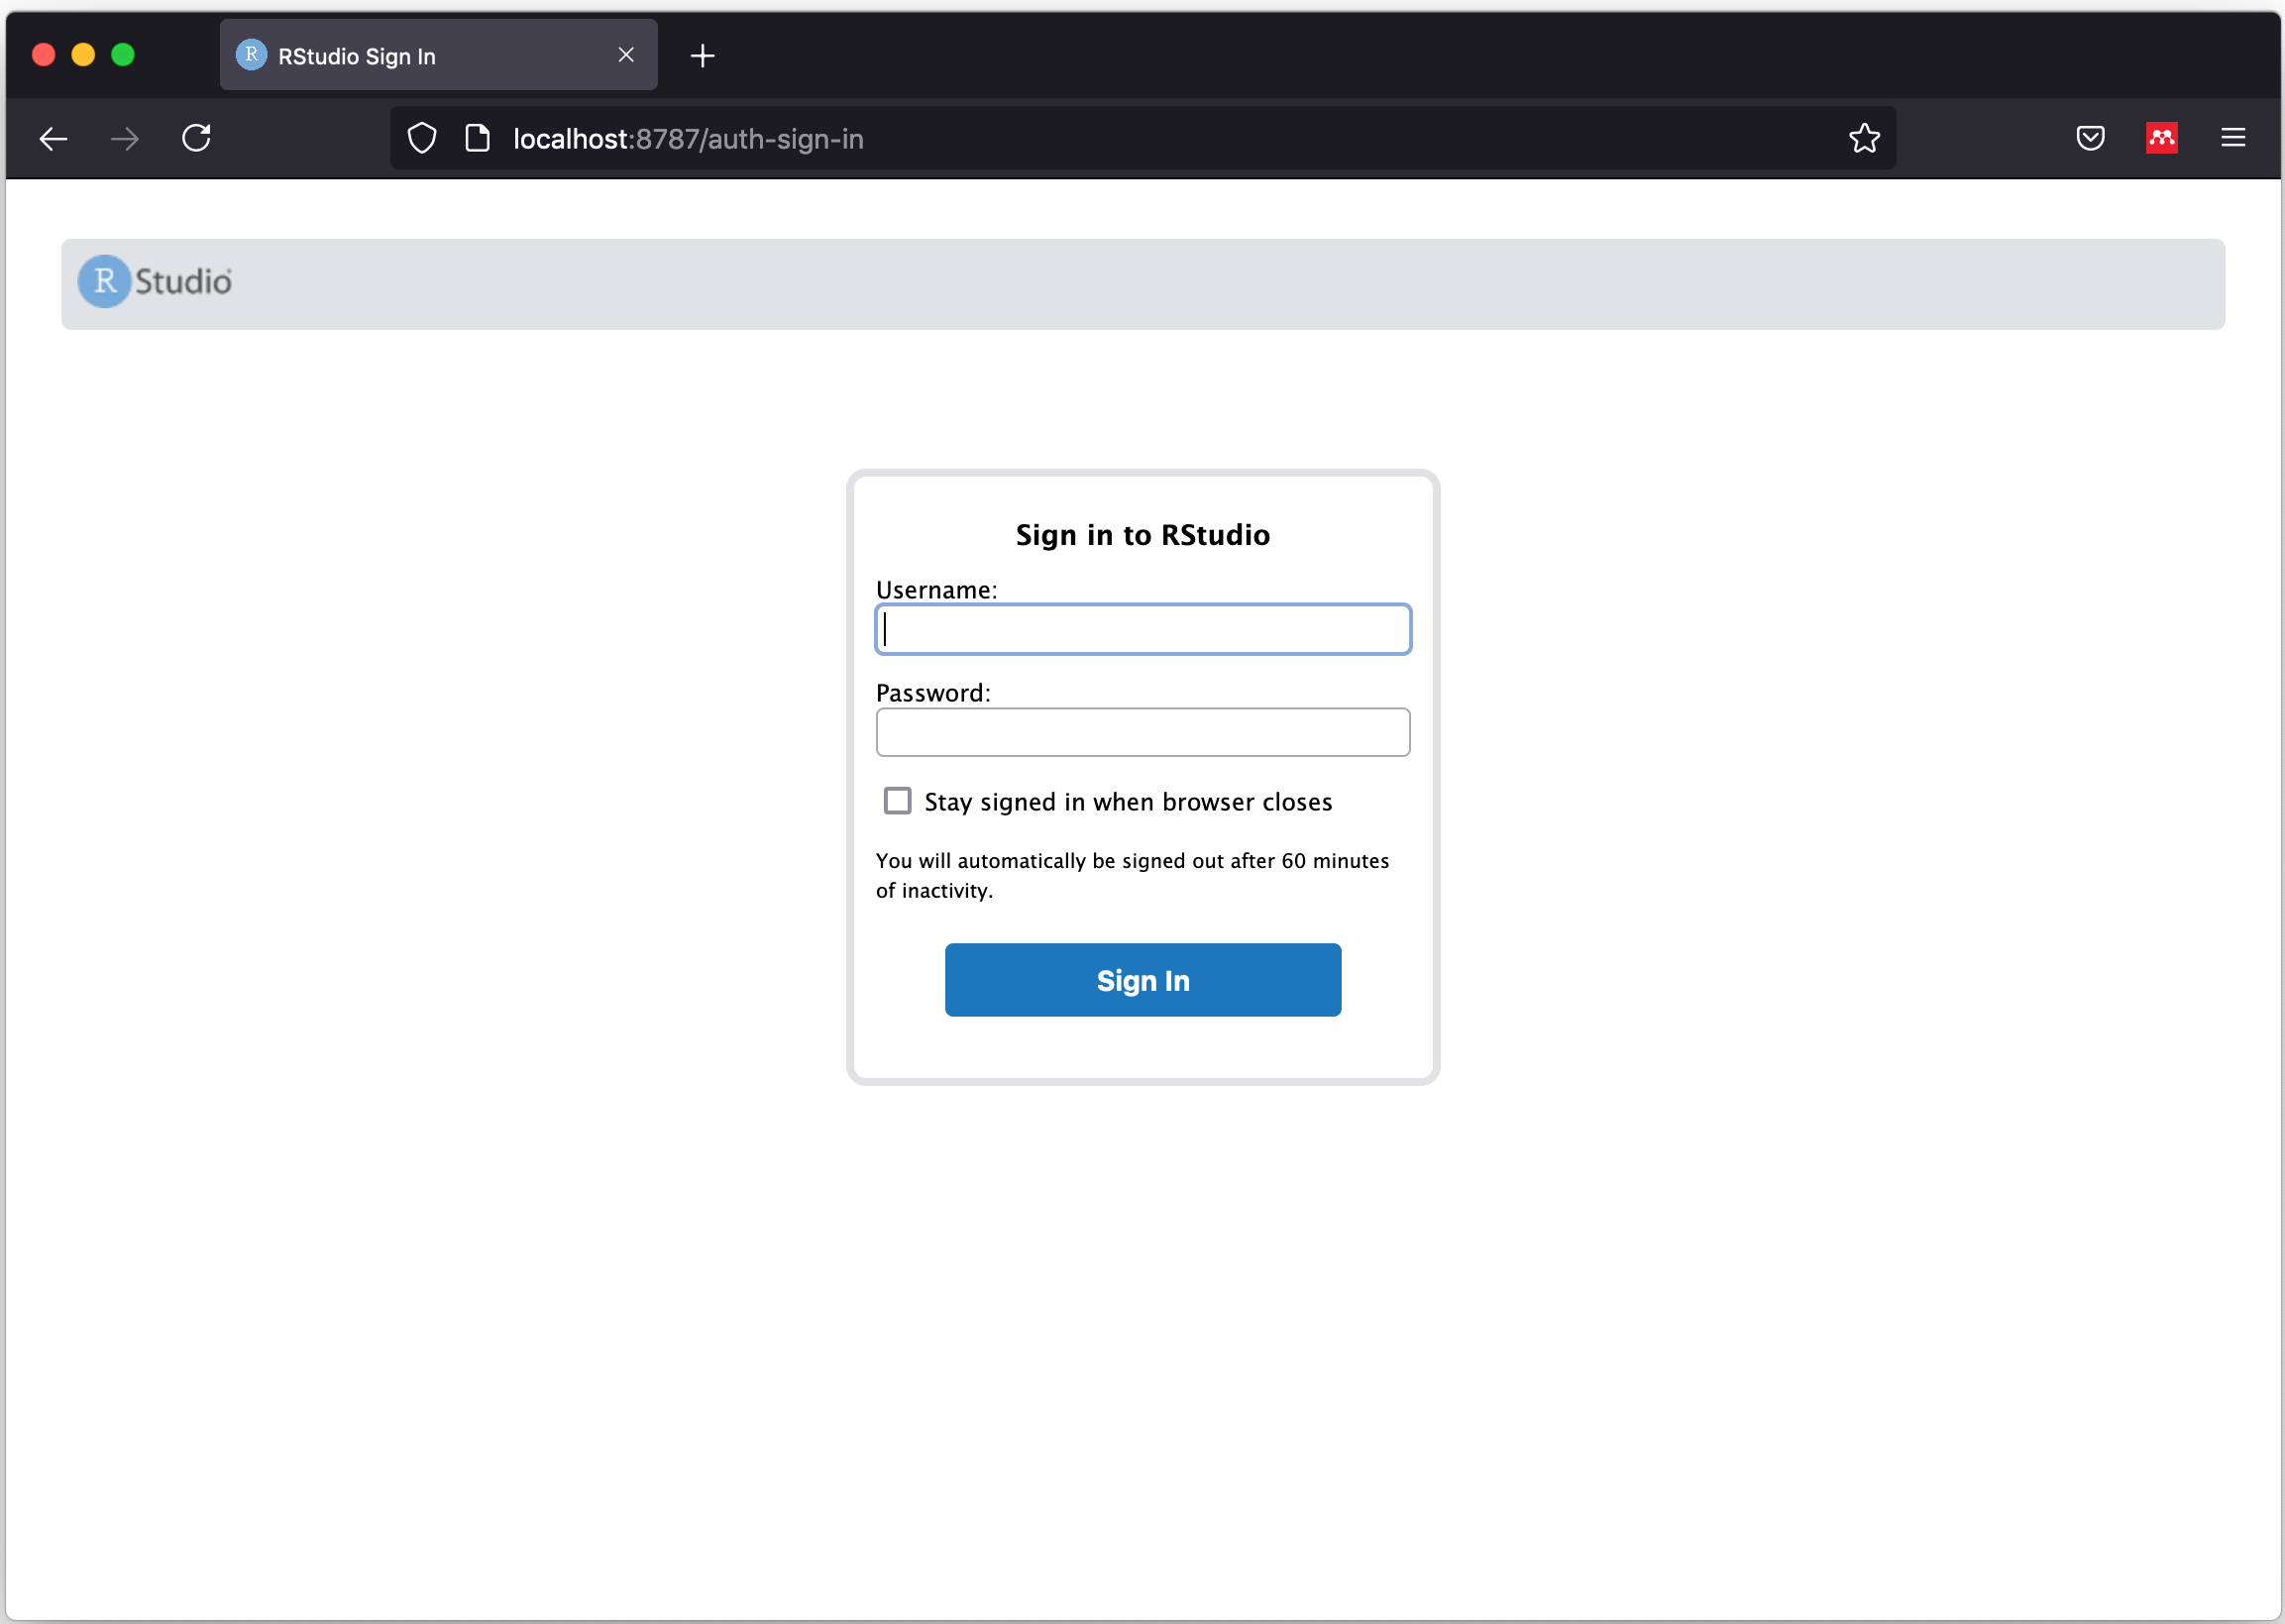 R RStudio Sign In
localhost:8787/auth-sign-in
R Studio
Sign in to RStudio
Username:
Password:
Stay signed in when browser closes
You will automatically be signed out after 60 minutes
of inactivity.
Sign In